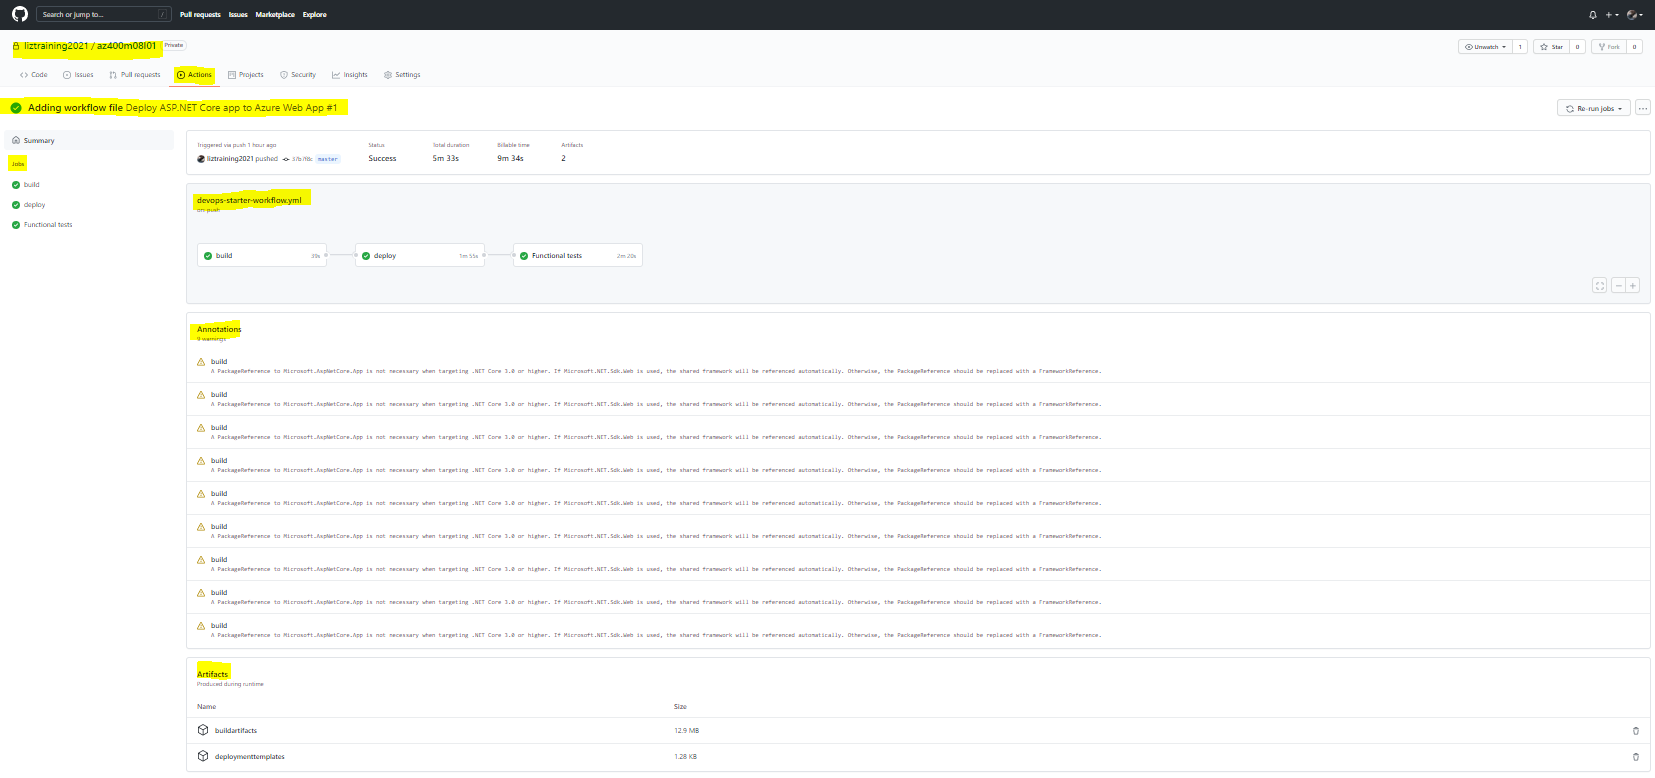 Search or jump to... /
Pull requests Issues Marketplace Explore
liztraining2021 / az400m08l01 Private
Unwatch 1 Star 0 Fork 0
Code Issues Pull requests Actions Projects Security Insights Settings
Adding workflow file Deploy ASP.NET Core app to Azure Web App #1
Re-run jobs
Summary
Jobs
build
deploy
Functional tests
Triggered via push 1 hour ago Status Total duration Billable time Artifacts
liztraining2021 pushed master Success 5m 33s 9m 34s 2
devops-starter-workflow.yml
on: push
build 39s
deploy 1m 55s
Functional tests 2m 20s
Annotations
9 warnings
build
A PackageReference to Microsoft.AspNetCore.App is not necessary when targeting .NET Core 3.0 or higher. If Microsoft.NET.Sdk.Web is used, the shared framework will be referenced automatically. Otherwise, the PackageReference should be replaced with a FrameworkReference.
build
A PackageReference to Microsoft.AspNetCore.App is not necessary when targeting .NET Core 3.0 or higher. If Microsoft.NET.Sdk.Web is used, the shared framework will be referenced automatically. Otherwise, the PackageReference should be replaced with a FrameworkReference.
build
A PackageReference to Microsoft.AspNetCore.App is not necessary when targeting .NET Core 3.0 or higher. If Microsoft.NET.Sdk.Web is used, the shared framework will be referenced automatically. Otherwise, the PackageReference should be replaced with a FrameworkReference.
build
A PackageReference to Microsoft.AspNetCore.App is not necessary when targeting .NET Core 3.0 or higher. If Microsoft.NET.Sdk.Web is used, the shared framework will be referenced automatically. Otherwise, the PackageReference should be replaced with a FrameworkReference.
build
A PackageReference to Microsoft.AspNetCore.App is not necessary when targeting .NET Core 3.0 or higher. If Microsoft.NET.Sdk.Web is used, the shared framework will be referenced automatically. Otherwise, the PackageReference should be replaced with a FrameworkReference.
build
A PackageReference to Microsoft.AspNetCore.App is not necessary when targeting .NET Core 3.0 or higher. If Microsoft.NET.Sdk.Web is used, the shared framework will be referenced automatically. Otherwise, the PackageReference should be replaced with a FrameworkReference.
build
A PackageReference to Microsoft.AspNetCore.App is not necessary when targeting .NET Core 3.0 or higher. If Microsoft.NET.Sdk.Web is used, the shared framework will be referenced automatically. Otherwise, the PackageReference should be replaced with a FrameworkReference.
build
A PackageReference to Microsoft.AspNetCore.App is not necessary when targeting .NET Core 3.0 or higher. If Microsoft.NET.Sdk.Web is used, the shared framework will be referenced automatically. Otherwise, the PackageReference should be replaced with a FrameworkReference.
build
A PackageReference to Microsoft.AspNetCore.App is not necessary when targeting .NET Core 3.0 or higher. If Microsoft.NET.Sdk.Web is used, the shared framework will be referenced automatically. Otherwise, the PackageReference should be replaced with a FrameworkReference.
Artifacts
Produced during runtime
Name Size
buildartifacts 12.9 MB
deploymenttemplates 1.28 KB